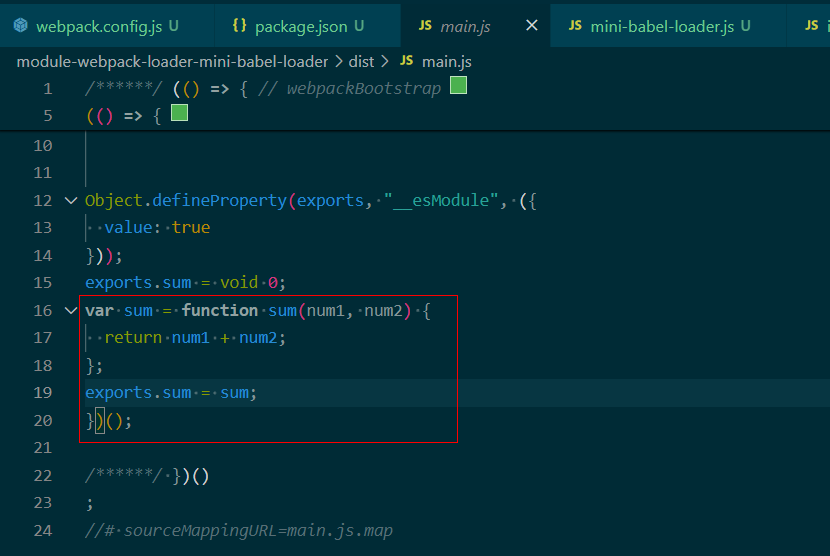 webpack.config.js U {} package.json U JS main.js × JS mini-babel-loader.js U JS
module-webpack-loader-mini-babel-loader > dist > JS main.js
1 /******/ (() => { // webpackBootstrap
5 (() => {
10
11
12 Object.defineProperty(exports, "__esModule", ({
13   value: true
14 }));
15 exports.sum = void 0;
16 var sum = function sum(num1, num2) {
17   return num1 + num2;
18 };
19 exports.sum = sum;
20 })();
21
22 /******/ })()
23 ;
24 //# sourceMappingURL=main.js.map